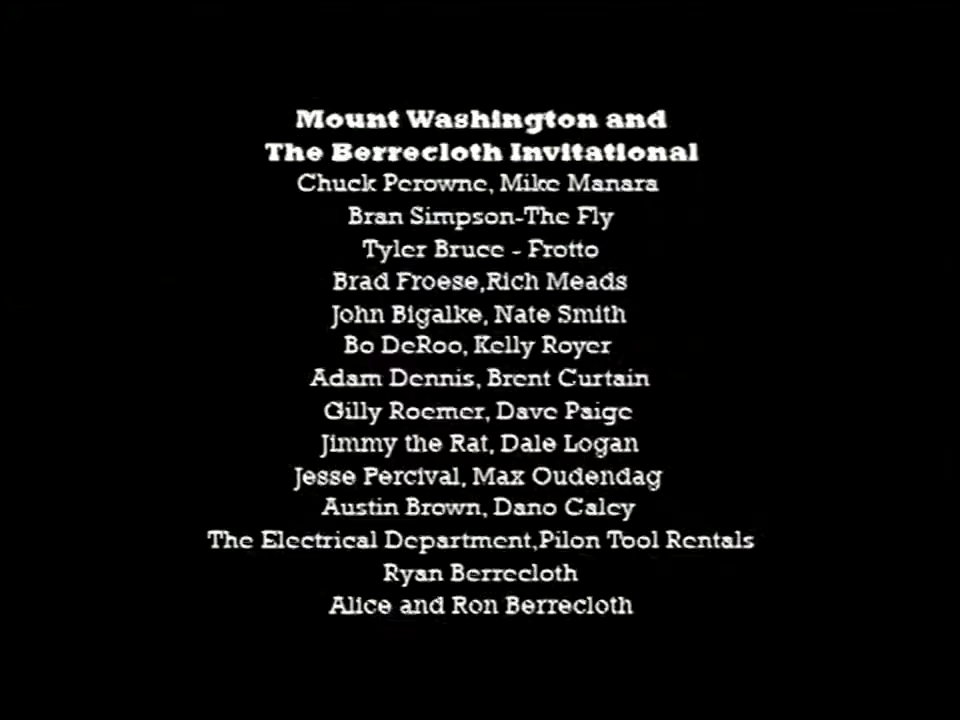 Mount Washington and
The Berrecloth Invitational
Chuck Perowne, Mike Manara
Bran Simpson-The Fly
Tyler Bruce - Frotto
Brad Froese,Rich Meads
John Bigalke, Nate Smith
Bo DeRoo, Kelly Royer
Adam Dennis, Brent Curtain
Gilly Roemer, Dave Paige
Jimmy the Rat, Dale Logan
Jesse Percival, Max Oudendag
Austin Brown, Dano Caley
The Electrical Department,Pilon Tool Rentals
Ryan Berrecloth
Alice and Ron Berrecloth